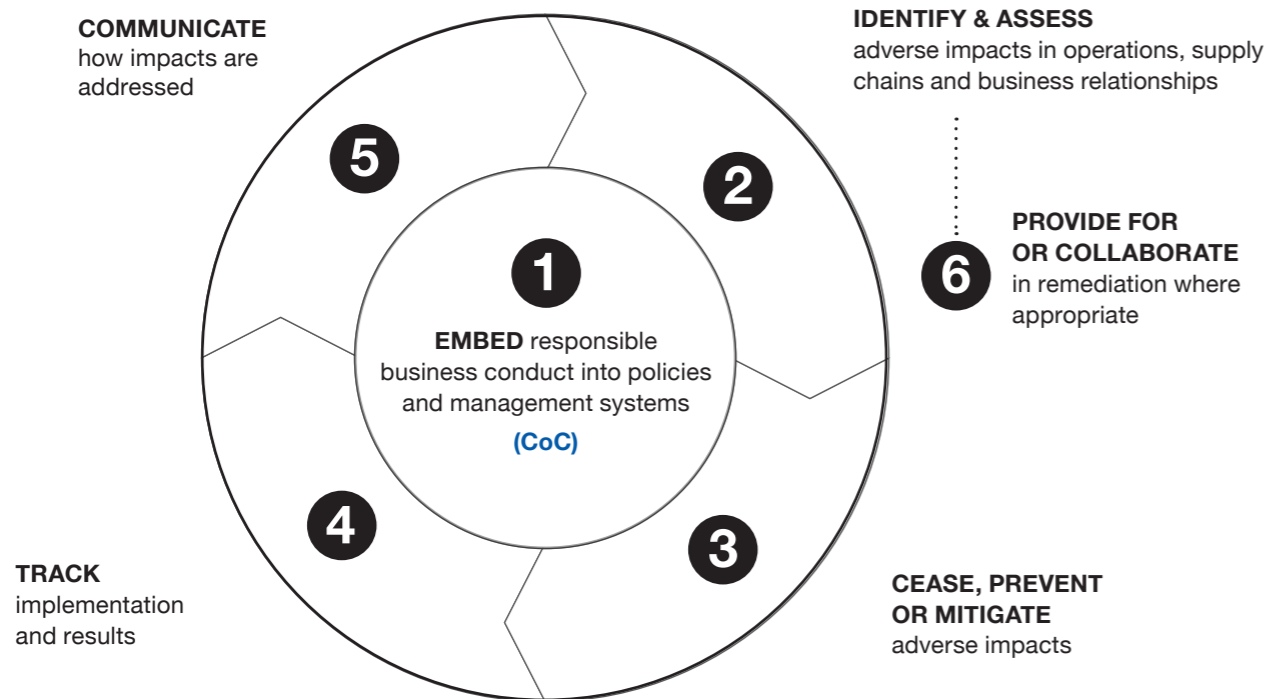 COMMUNICATE
how impacts are
addressed
IDENTIFY & ASSESS
adverse impacts in operations, supply
chains and business relationships
5
2
1
EMBED responsible
business conduct into policies
and management systems
(CoC)
6
PROVIDE FOR
OR COLLABORATE
in remediation where
appropriate
4
3
TRACK
implementation
and results
CEASE, PREVENT
OR MITIGATE
adverse impacts